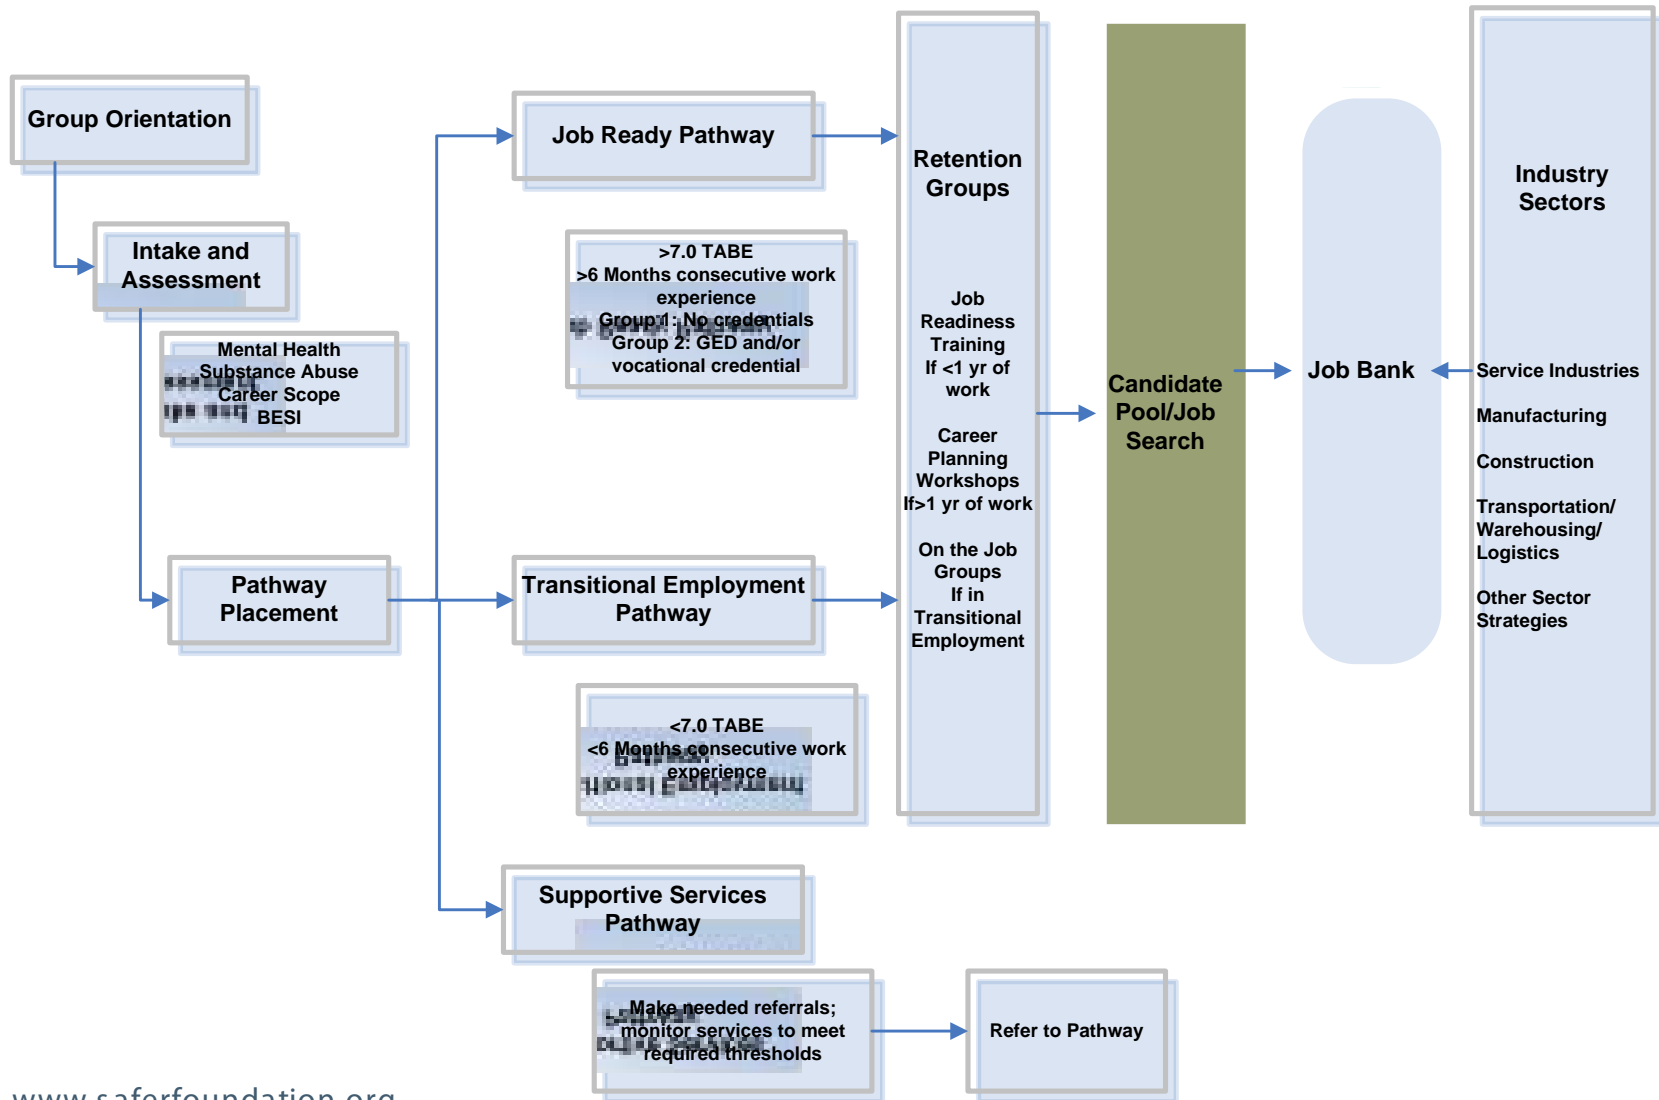 Group Orientation
Intake and
Assessment
Mental Health
Substance Abuse
Career Scope
BESI
Pathway
Placement
Job Ready Pathway
>7.0 TABE
>6 Months consecutive work
experience
Group 1: No credentials
Group 2: GED and/or
vocational credential
Transitional Employment
Pathway
<7.0 TABE
<6 Months consecutive work
experience
Supportive Services
Pathway
Make needed referrals;
monitor services to meet
required thresholds
Refer to Pathway
Retention
Groups
Job
Readiness
Training
If <1 yr of
work
Career
Planning
Workshops
If>1 yr of work
On the Job
Groups
If in
Transitional
Employment
Candidate
Pool/Job
Search
Job Bank
Industry
Sectors
Service Industries
Manufacturing
Construction
Transportation/
Warehousing/
Logistics
Other Sector
Strategies
www.saferfoundation.org